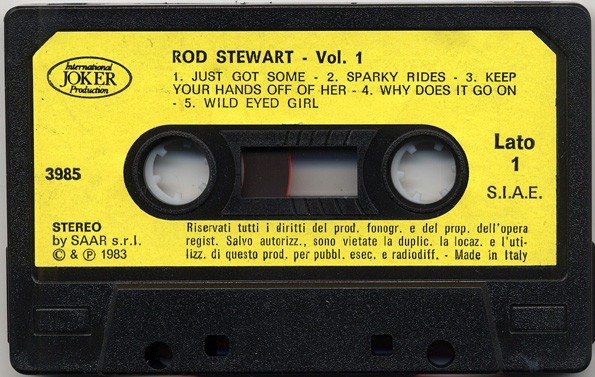 International
JOKER
Production
ROD STEWART - Vol. 1
1. JUST GOT SOME - 2. SPARKY RIDES - 3. KEEP
YOUR HANDS OFF OF HER - 4. WHY DOES IT GO ON
- 5. WILD EYED GIRL
3985
Lato
1
S.I.A.E.
STEREO
by SAAR s.r.l.
© & ℗ 1983
Riservati tutti i diritti del prod. fonogr. e del prop. dell'opera
regist. Salvo autorizz., sono vietate la duplic. la locaz. e l'uti-
lizz. di questo prod. per pubbl. esec. e radiodiff. - Made in Italy